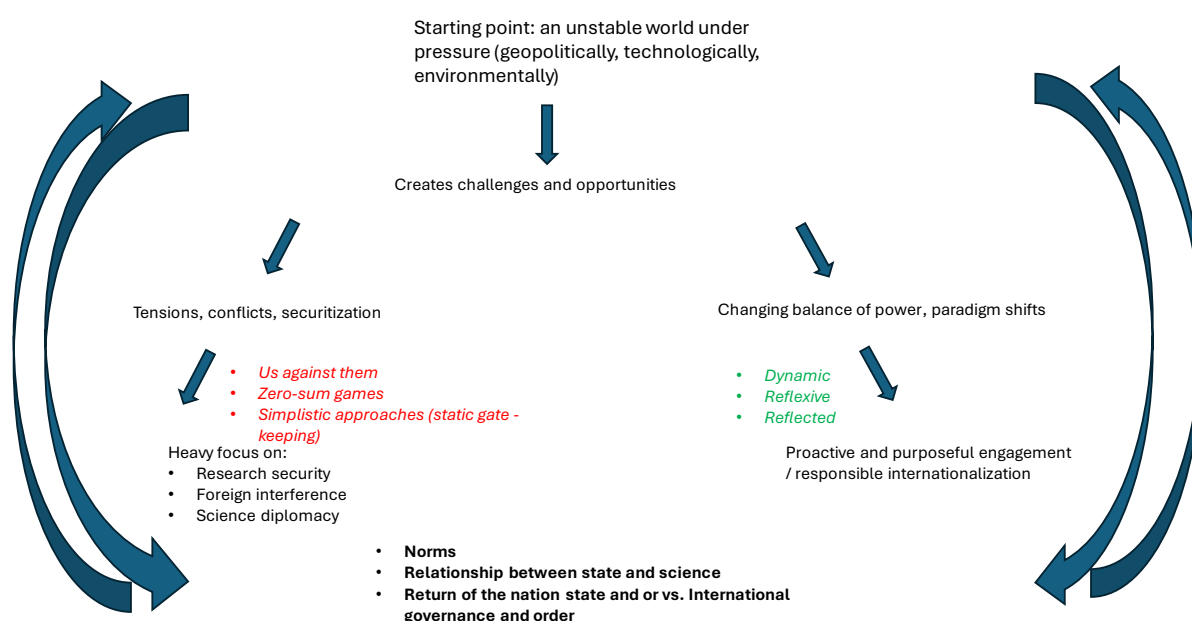 Starting point: an unstable world under
pressure (geopolitically, technologically,
environmentally)
Creates challenges and opportunities
Tensions, conflicts, securitization
• Us against them
• Zero-sum games
• Simplistic approaches (static gate -
keeping)
Heavy focus on:
• Research security
• Foreign interference
• Science diplomacy
Changing balance of power, paradigm shifts
• Dynamic
• Reflexive
• Reflected
Proactive and purposeful engagement
/ responsible internationalization
• Norms
• Relationship between state and science
• Return of the nation state and or vs. International
governance and order